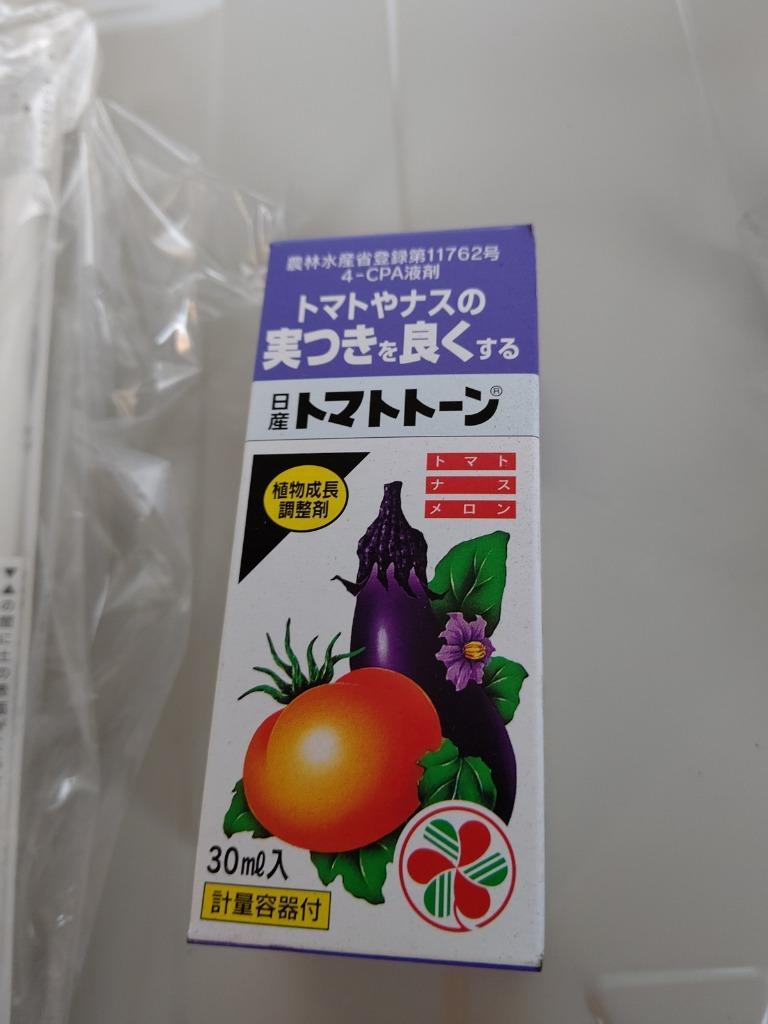 農林水産省登録第11762号
4-CPA液剤
トマトやナスの
実つきを良くする
日産トマトトーン®
トマト
ナス
メロン
植物成長
調整剤
30mℓ入
計量容器付